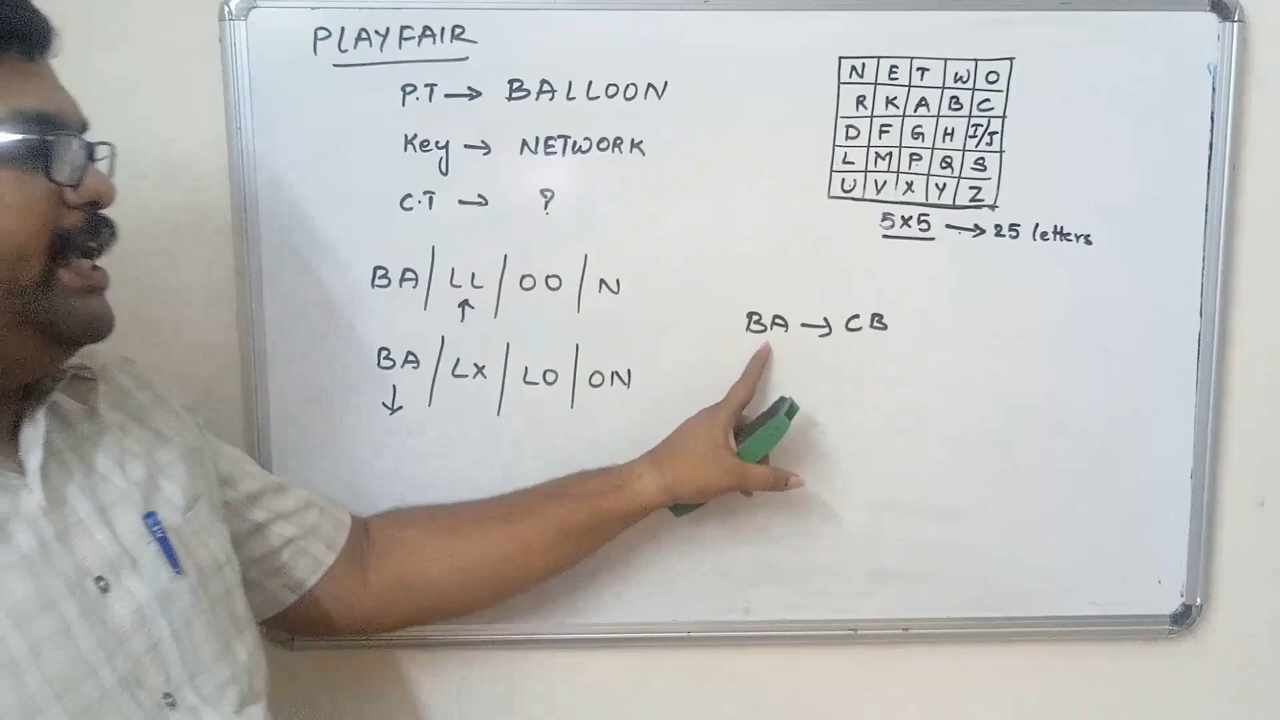 PLAYFAIR
P.T → BALLOON
Key → NETWORK
C.T → ?
BA | LL | OO | N
BA | LX | LO | ON
N E T W O
R K A B C
D F G H I/J
L M P Q S
U V X Y Z
5×5 → 25 letters
BA → CB